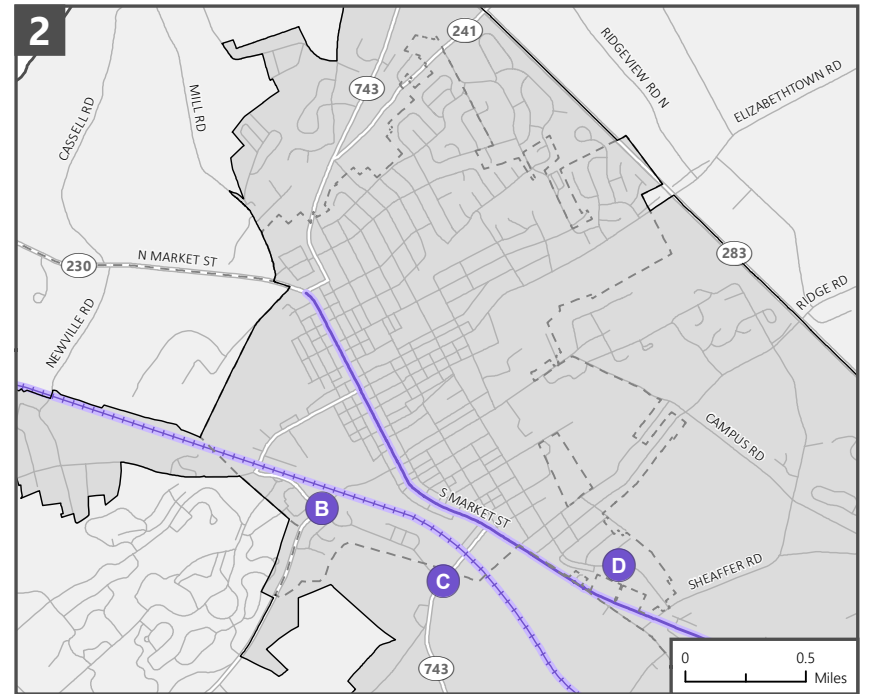 2
241
743
RIDGEVIEW RD N
ELIZABETHTOWN RD
CASSELL RD
MILL RD
N MARKET ST
230
283
RIDGE RD
NEWVILLE RD
CAMPUS RD
S MARKET ST
B
C
D
SHEAFFER RD
743
0 0.5
Miles